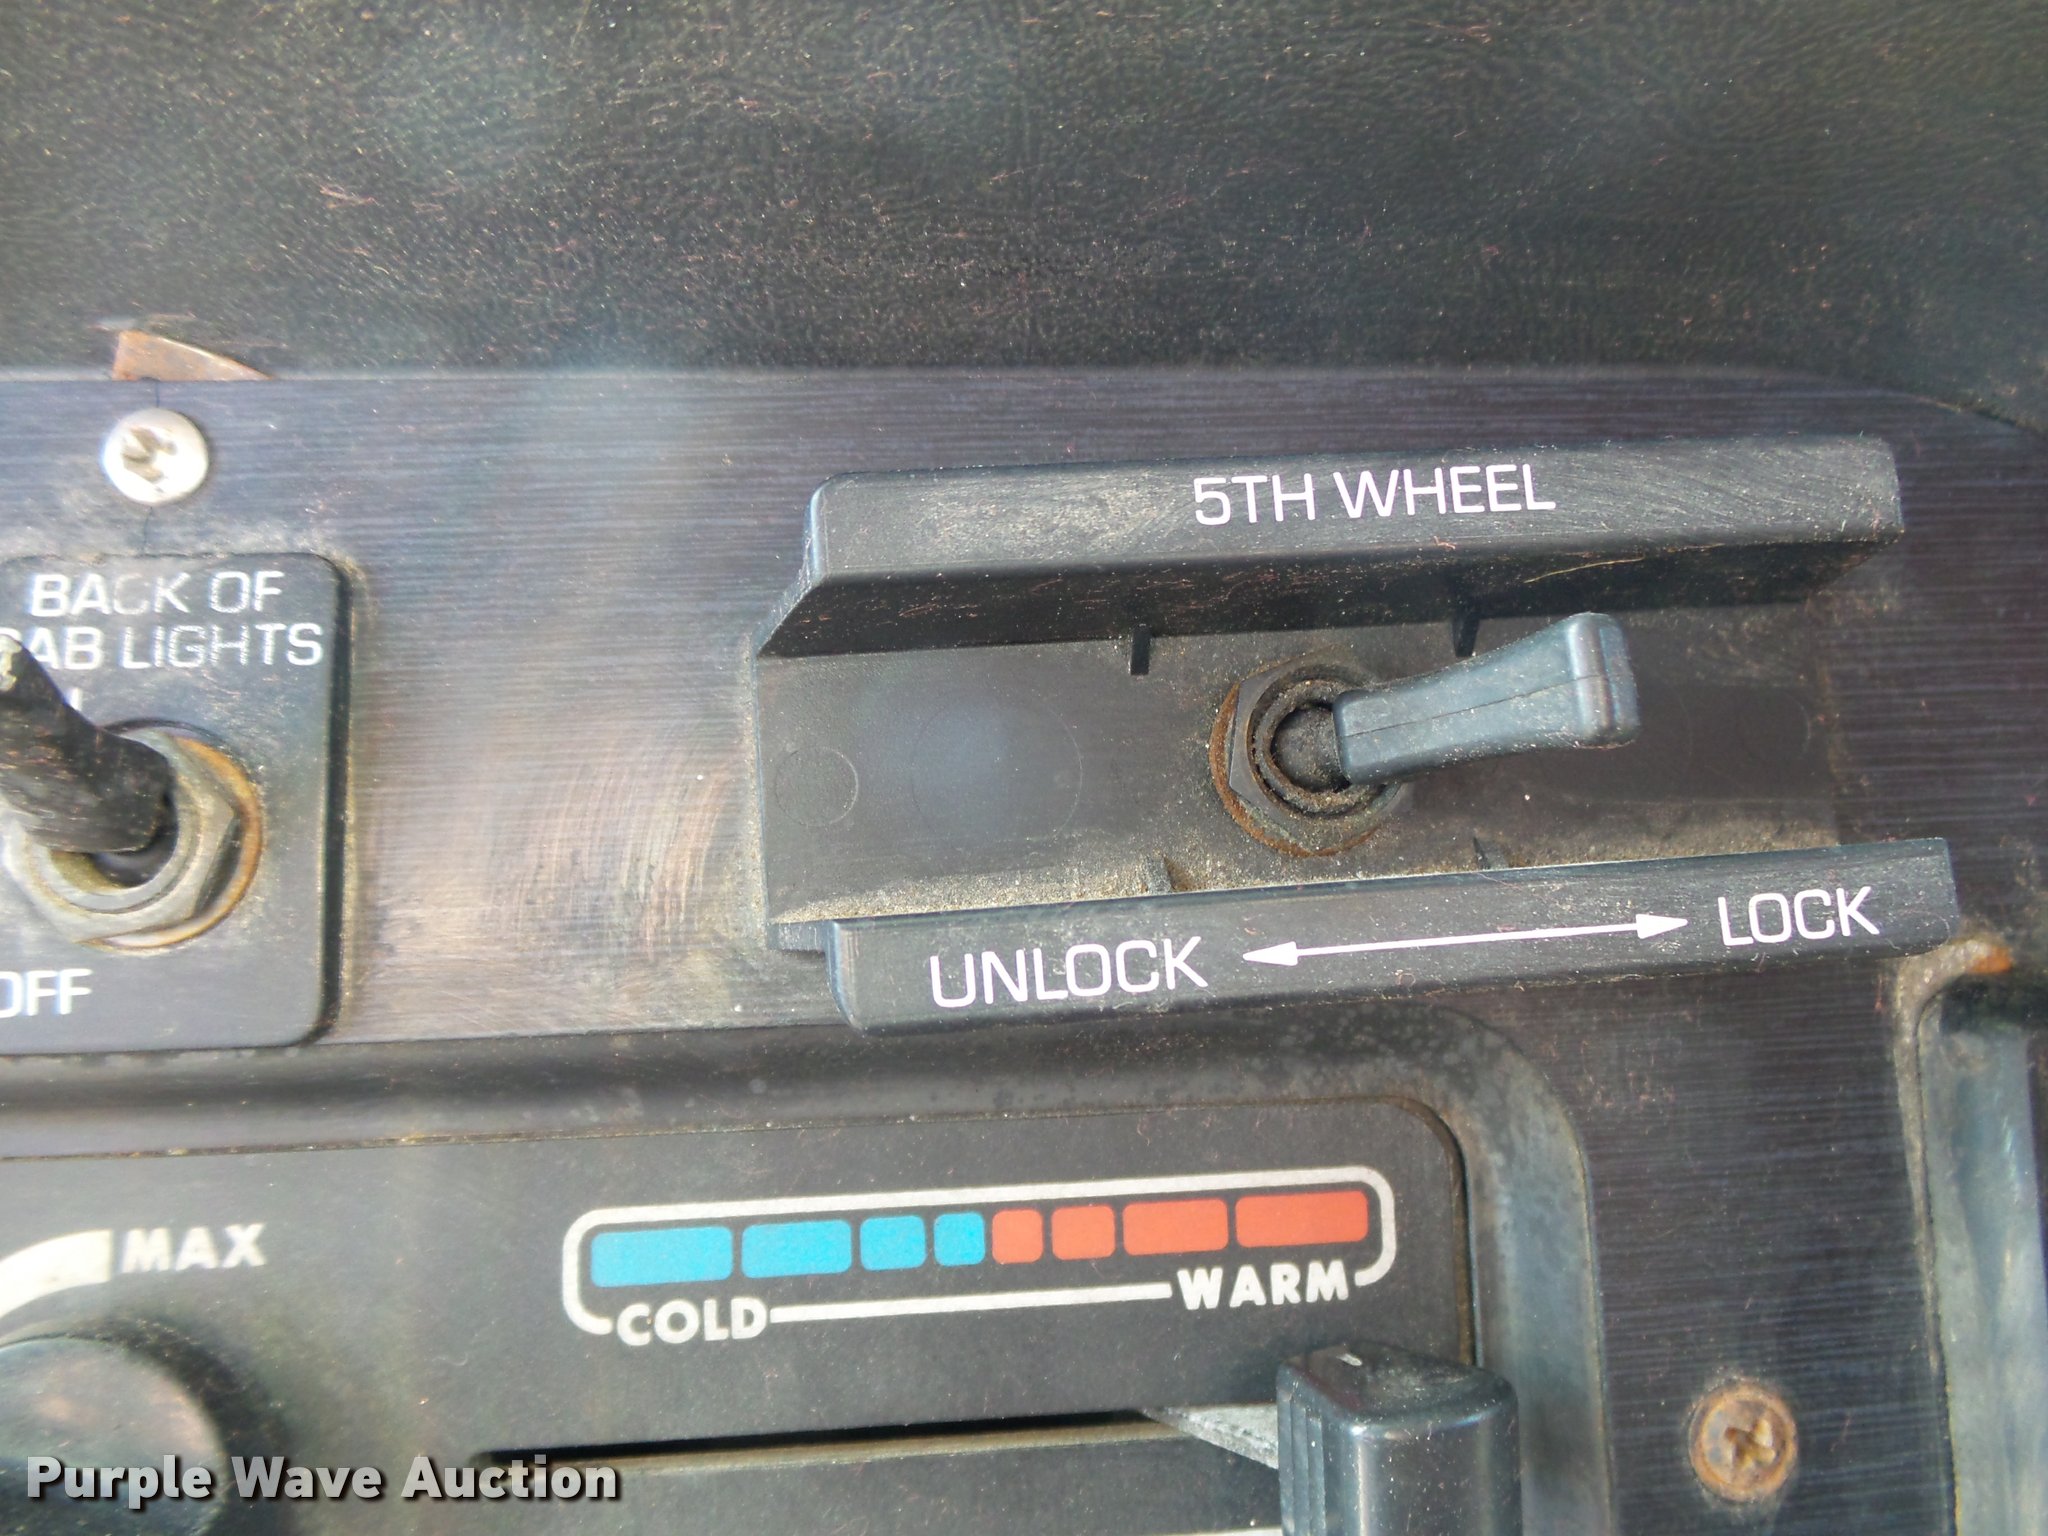 5TH WHEEL
BACK OF
CAB LIGHTS
UNLOCK LOCK
OFF
MAX
COLD WARM
Purple Wave Auction